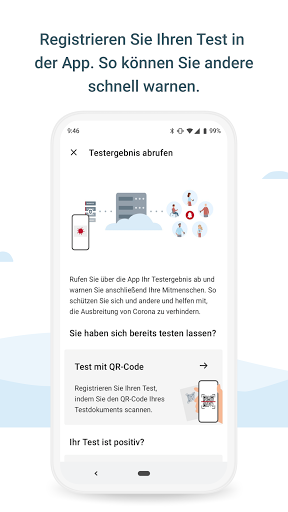 Registrieren Sie Ihren Test in
der App. So können Sie andere
schnell warnen.
9:46
99%
Testergebnis abrufen
Rufen Sie über die App Ihr Testergebnis ab und
warnen Sie anschließend Ihre Mitmenschen. So
schützen Sie sich und andere und helfen mit,
die Ausbreitung von Corona zu verhindern.
Sie haben sich bereits testen lassen?
Test mit QR-Code
Registrieren Sie Ihren Test,
indem Sie den QR-Code Ihres
Testdokuments scannen.
Ihr Test ist positiv?